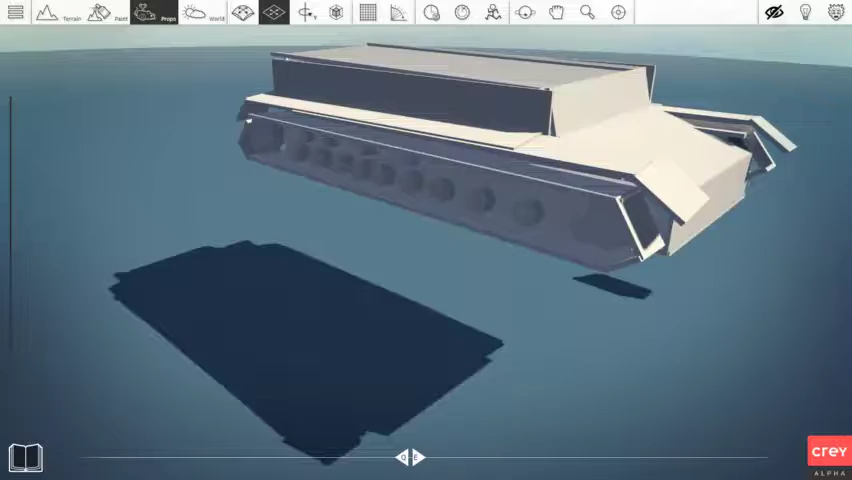 Terrain
Paint
Props
World
Y
Q E
crey
ALPHA